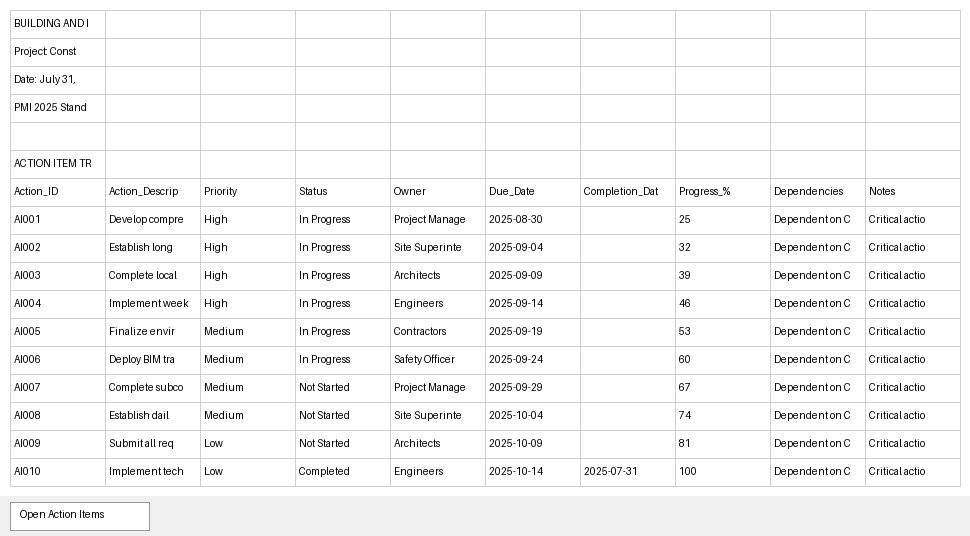 BUILDING AND I
Project: Const
Date: July 31,
PMI 2025 Stand
ACTION ITEM TR
Action_ID Action_Descrip Priority Status Owner Due_Date Completion_Dat Progress_% Dependencies Notes
AI001 Develop compre High In Progress Project Manage 2025-08-30 25 Dependent on C Critical actio
AI002 Establish long High In Progress Site Superinte 2025-09-04 32 Dependent on C Critical actio
AI003 Complete local High In Progress Architects 2025-09-09 39 Dependent on C Critical actio
AI004 Implement week High In Progress Engineers 2025-09-14 46 Dependent on C Critical actio
AI005 Finalize envir Medium In Progress Contractors 2025-09-19 53 Dependent on C Critical actio
AI006 Deploy BIM tra Medium In Progress Safety Officer 2025-09-24 60 Dependent on C Critical actio
AI007 Complete subco Medium Not Started Project Manage 2025-09-29 67 Dependent on C Critical actio
AI008 Establish dail Medium Not Started Site Superinte 2025-10-04 74 Dependent on C Critical actio
AI009 Submit all req Low Not Started Architects 2025-10-09 81 Dependent on C Critical actio
AI010 Implement tech Low Completed Engineers 2025-10-14 2025-07-31 100 Dependent on C Critical actio
Open Action Items